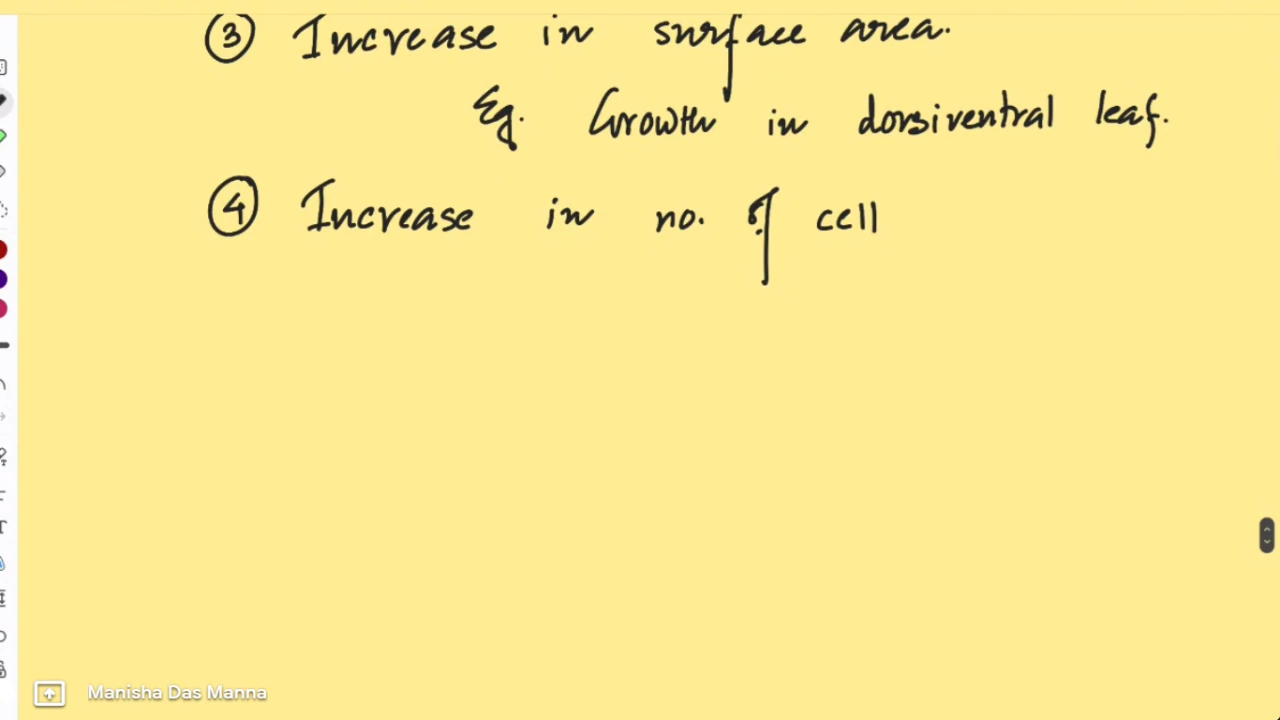 ③ Increase in surface area.
Eg. Growth in dorsiventral leaf.
④ Increase in no. of cell
Manisha Das Manna